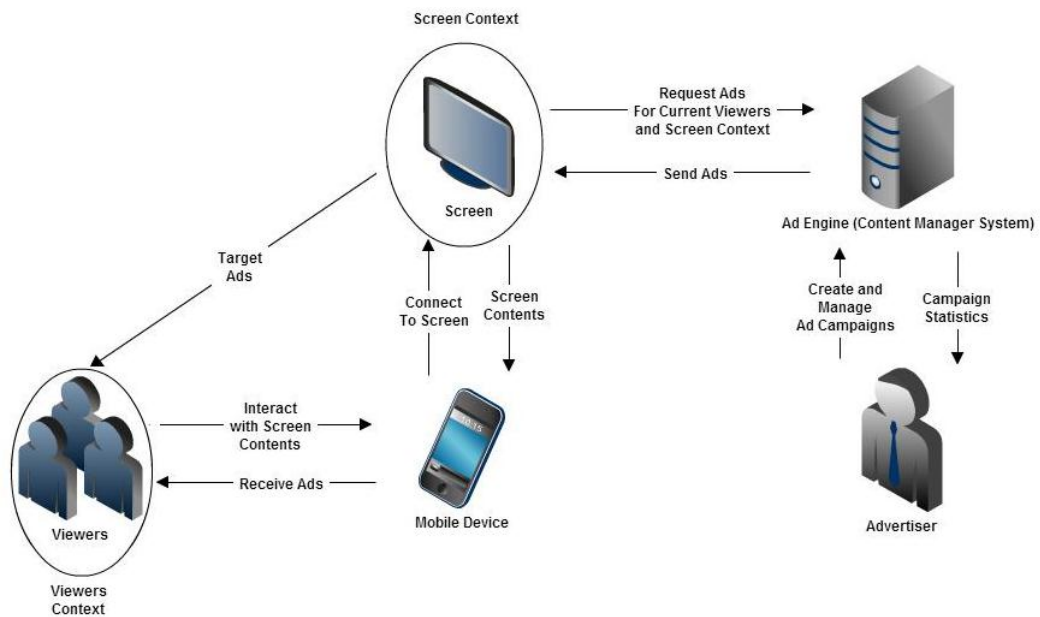 Screen Context
Request Ads
For Current Viewers
and Screen Context
Send Ads
Screen
Ad Engine (Content Manager System)
Target
Ads
Connect
To Screen
Screen
Contents
Create and
Manage
Ad Campaigns
Campaign
Statistics
Interact
with Screen
Contents
Receive Ads
10:15
Viewers
Mobile Device
Advertiser
Viewers
Context